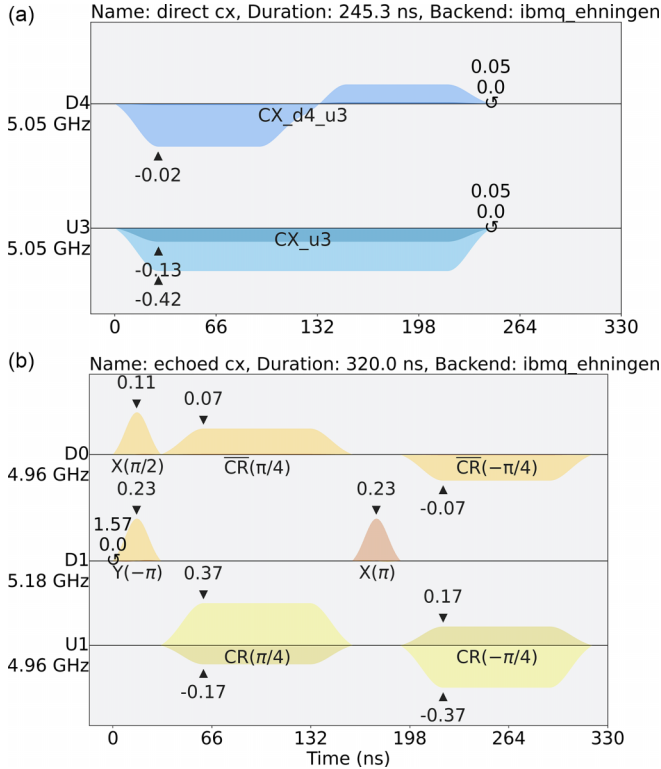 (a) Name: direct cx, Duration: 245.3 ns, Backend: ibmq_ehningen
0.05
0.0
D4
↺
CX_d4_u3
5.05 GHz
▲
-0.02
0.05
0.0
U3
↺
CX_u3
5.05 GHz
▲
-0.13
▲
-0.42
0 66 132 198 264 330
(b) Name: echoed cx, Duration: 320.0 ns, Backend: ibmq_ehningen
0.11
▼
0.07
▼
D0
X(π/2) C̅R̅(π/4) C̅R̅(−π/4)
4.96 GHz
▲
-0.07
0.23 0.23
▼ ▼
1.57
0.0
D1
↺
Y(−π) X(π)
5.18 GHz
0.37
▼
0.17
▼
U1
CR(π/4) CR(−π/4)
4.96 GHz
▲
-0.17
▲
-0.37
0 66 132 198 264 330
Time (ns)